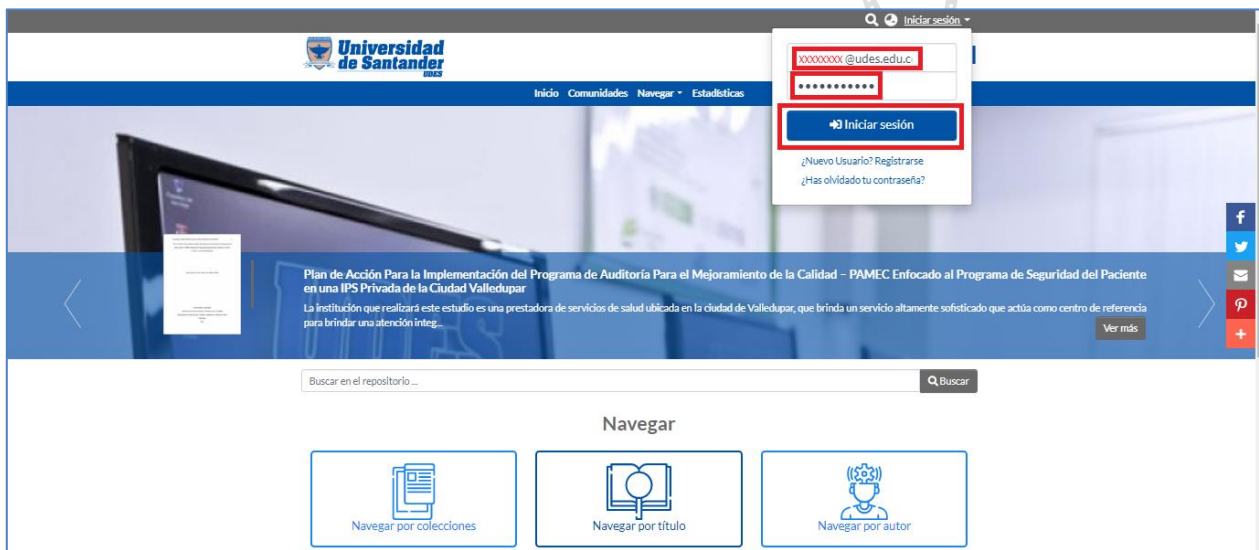 Iniciar sesión
Universidad
de Santander
UDES
xxxxxxxx @udes.edu.c
Inicio Comunidades Navegar Estadísticas
Iniciar sesión
¿Nuevo Usuario? Registrarse
¿Has olvidado tu contraseña?
Plan de Acción Para la Implementación del Programa de Auditoría Para el Mejoramiento de la Calidad – PAMEC Enfocado al Programa de Seguridad del Paciente
en una IPS Privada de la Ciudad Valledupar
La institución que realizará este estudio es una prestadora de servicios de salud ubicada en la ciudad de Valledupar, que brinda un servicio altamente sofisticado que actúa como centro de referencia
para brindar una atención integ...
Ver más
Buscar en el repositorio ...
Buscar
Navegar
Navegar por colecciones
Navegar por título
Navegar por autor